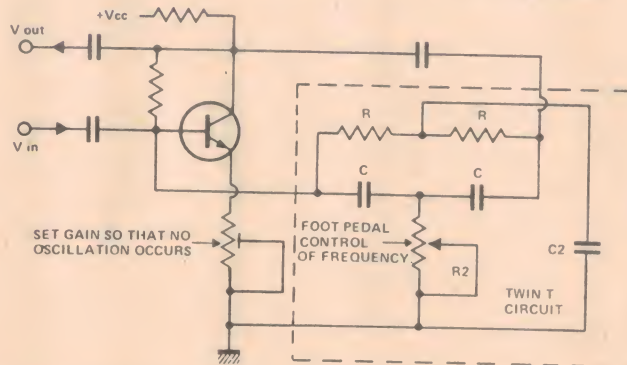 +Vcc
V out
V in
R
R
C
C
SET GAIN SO THAT NO
OSCILLATION OCCURS
FOOT PEDAL
CONTROL
OF FREQUENCY
R2
C2
TWIN T
CIRCUIT